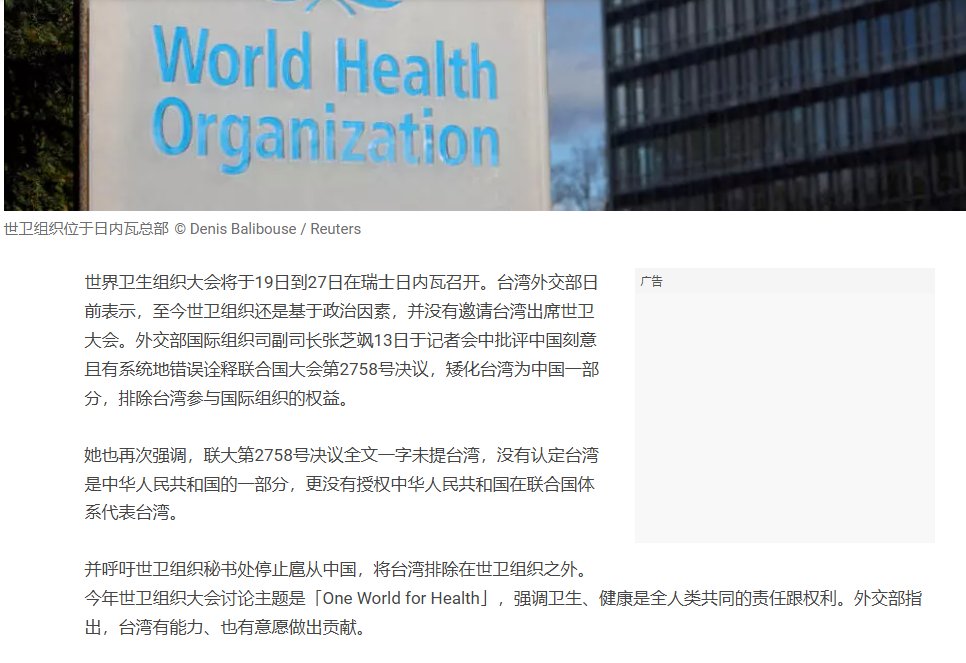 World Health
Organization
世卫组织位于日内瓦总部 © Denis Balibouse / Reuters
世界卫生组织大会将于19日到27日在瑞士日内瓦召开。台湾外交部日
前表示，至今世卫组织还是基于政治因素，并没有邀请台湾出席世卫
大会。外交部国际组织司副司长张芝飒13日于记者会中批评中国刻意
且有系统地错误诠释联合国大会第2758号决议，矮化台湾为中国一部
分，排除台湾参与国际组织的权益。
广告
她也再次强调，联大第2758号决议全文一字未提台湾，没有认定台湾
是中华人民共和国的一部分，更没有授权中华人民共和国在联合国体
系代表台湾。
并呼吁世卫组织秘书处停止扈从中国，将台湾排除在世卫组织之外。
今年世卫组织大会讨论主题是「One World for Health」，强调卫生、健康是全人类共同的责任跟权利。外交部指
出，台湾有能力、也有意愿做出贡献。